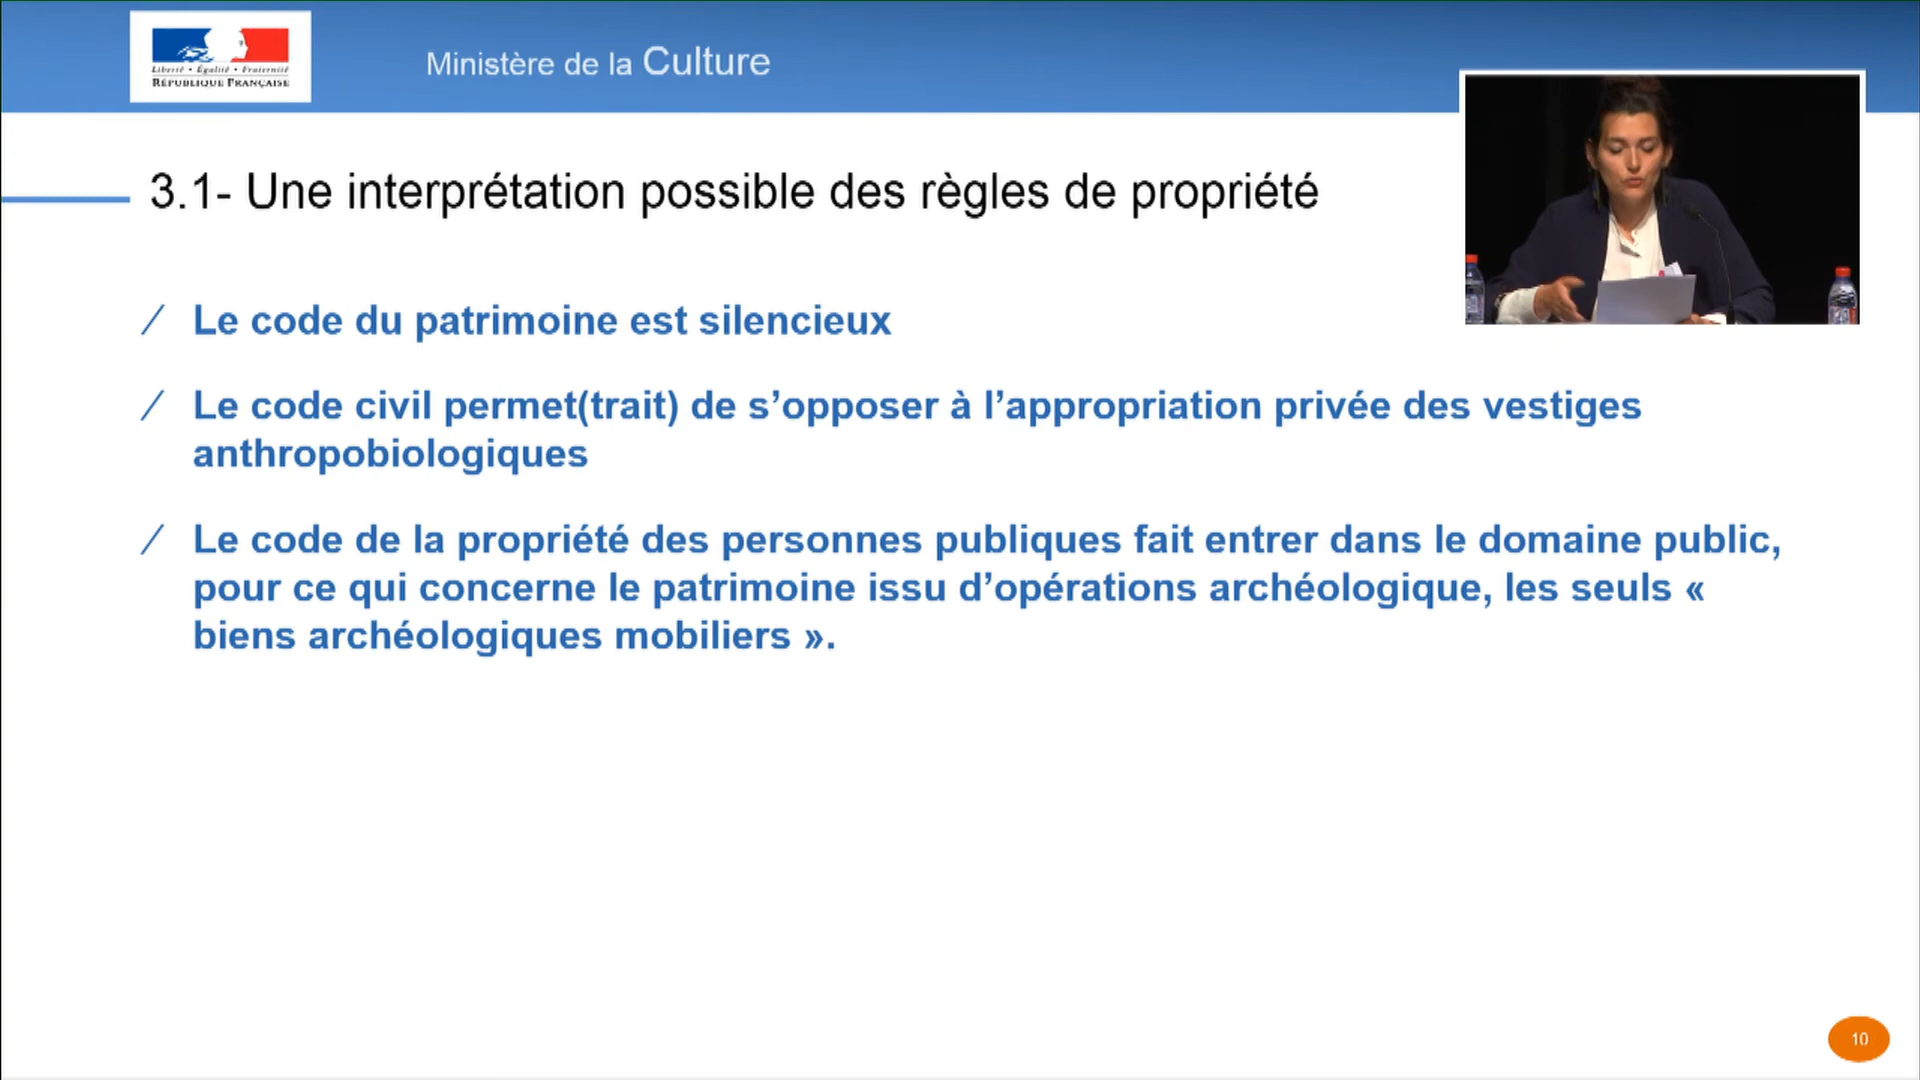 Liberté • Égalité • Fraternité
RÉPUBLIQUE FRANÇAISE
Ministère de la Culture
3.1- Une interprétation possible des règles de propriété
/ Le code du patrimoine est silencieux
/ Le code civil permet(trait) de s’opposer à l’appropriation privée des vestiges
anthropobiologiques
/ Le code de la propriété des personnes publiques fait entrer dans le domaine public,
pour ce qui concerne le patrimoine issu d’opérations archéologique, les seuls «
biens archéologiques mobiliers ».
10